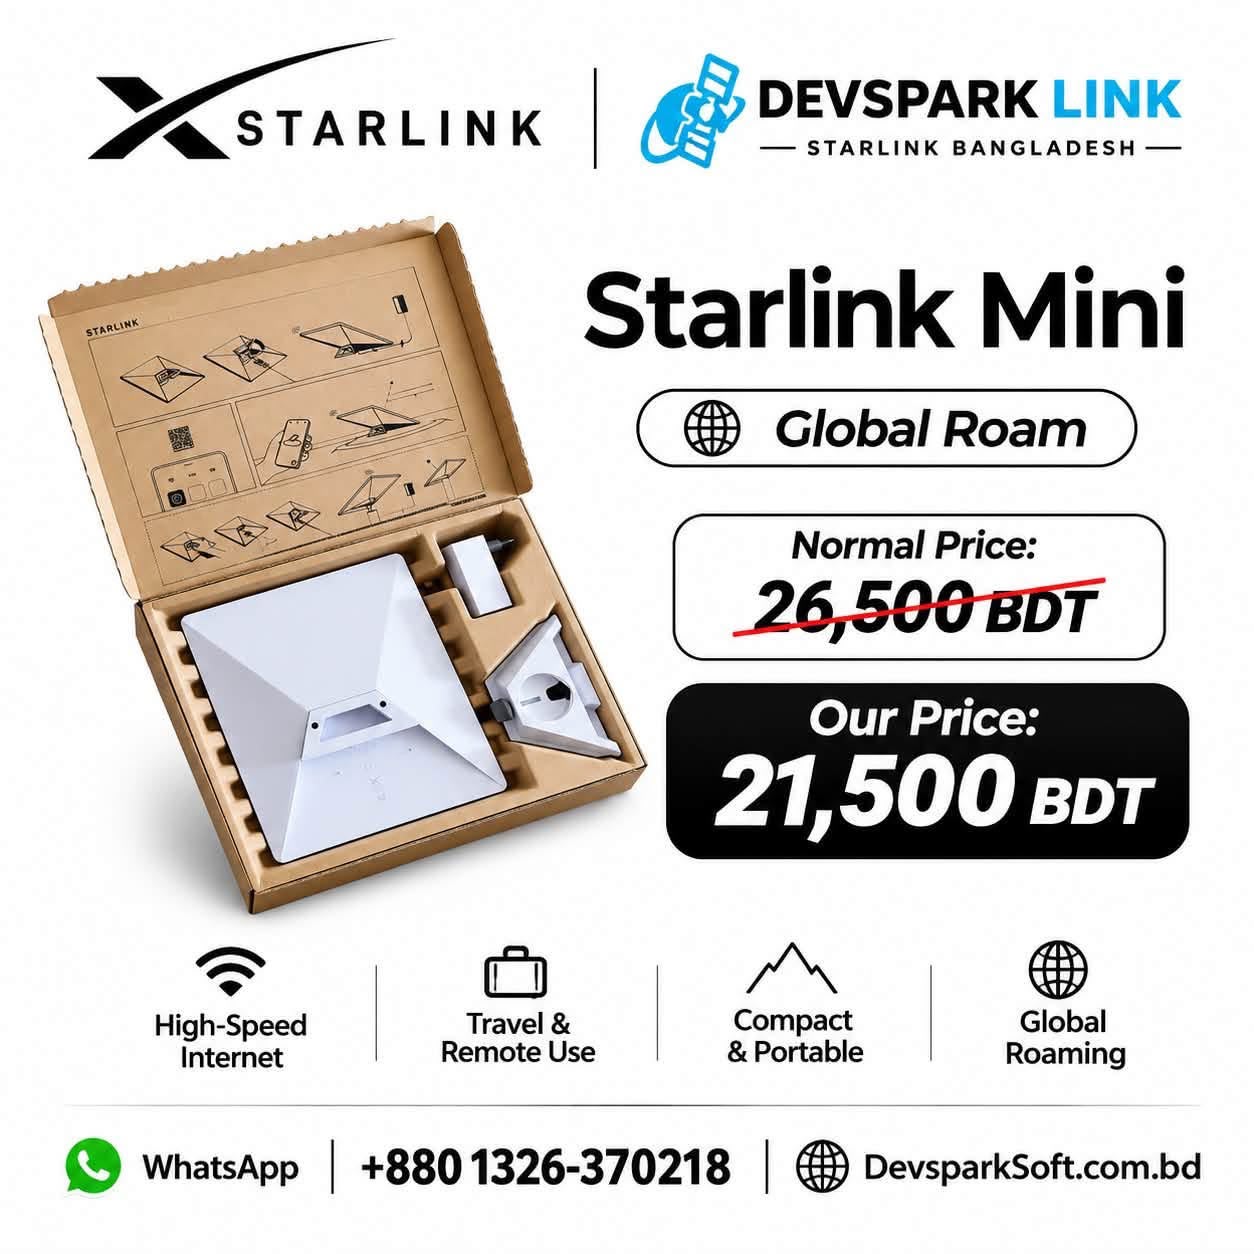 STARLINK
DEVSPARK LINK
STARLINK BANGLADESH
STARLINK
Starlink Mini
Global Roam
Normal Price:
26,500 BDT
Our Price:
21,500 BDT
High-Speed
Internet
Travel &
Remote Use
Compact
& Portable
Global
Roaming
WhatsApp
+880 1326-370218
DevsparkSoft.com.bd